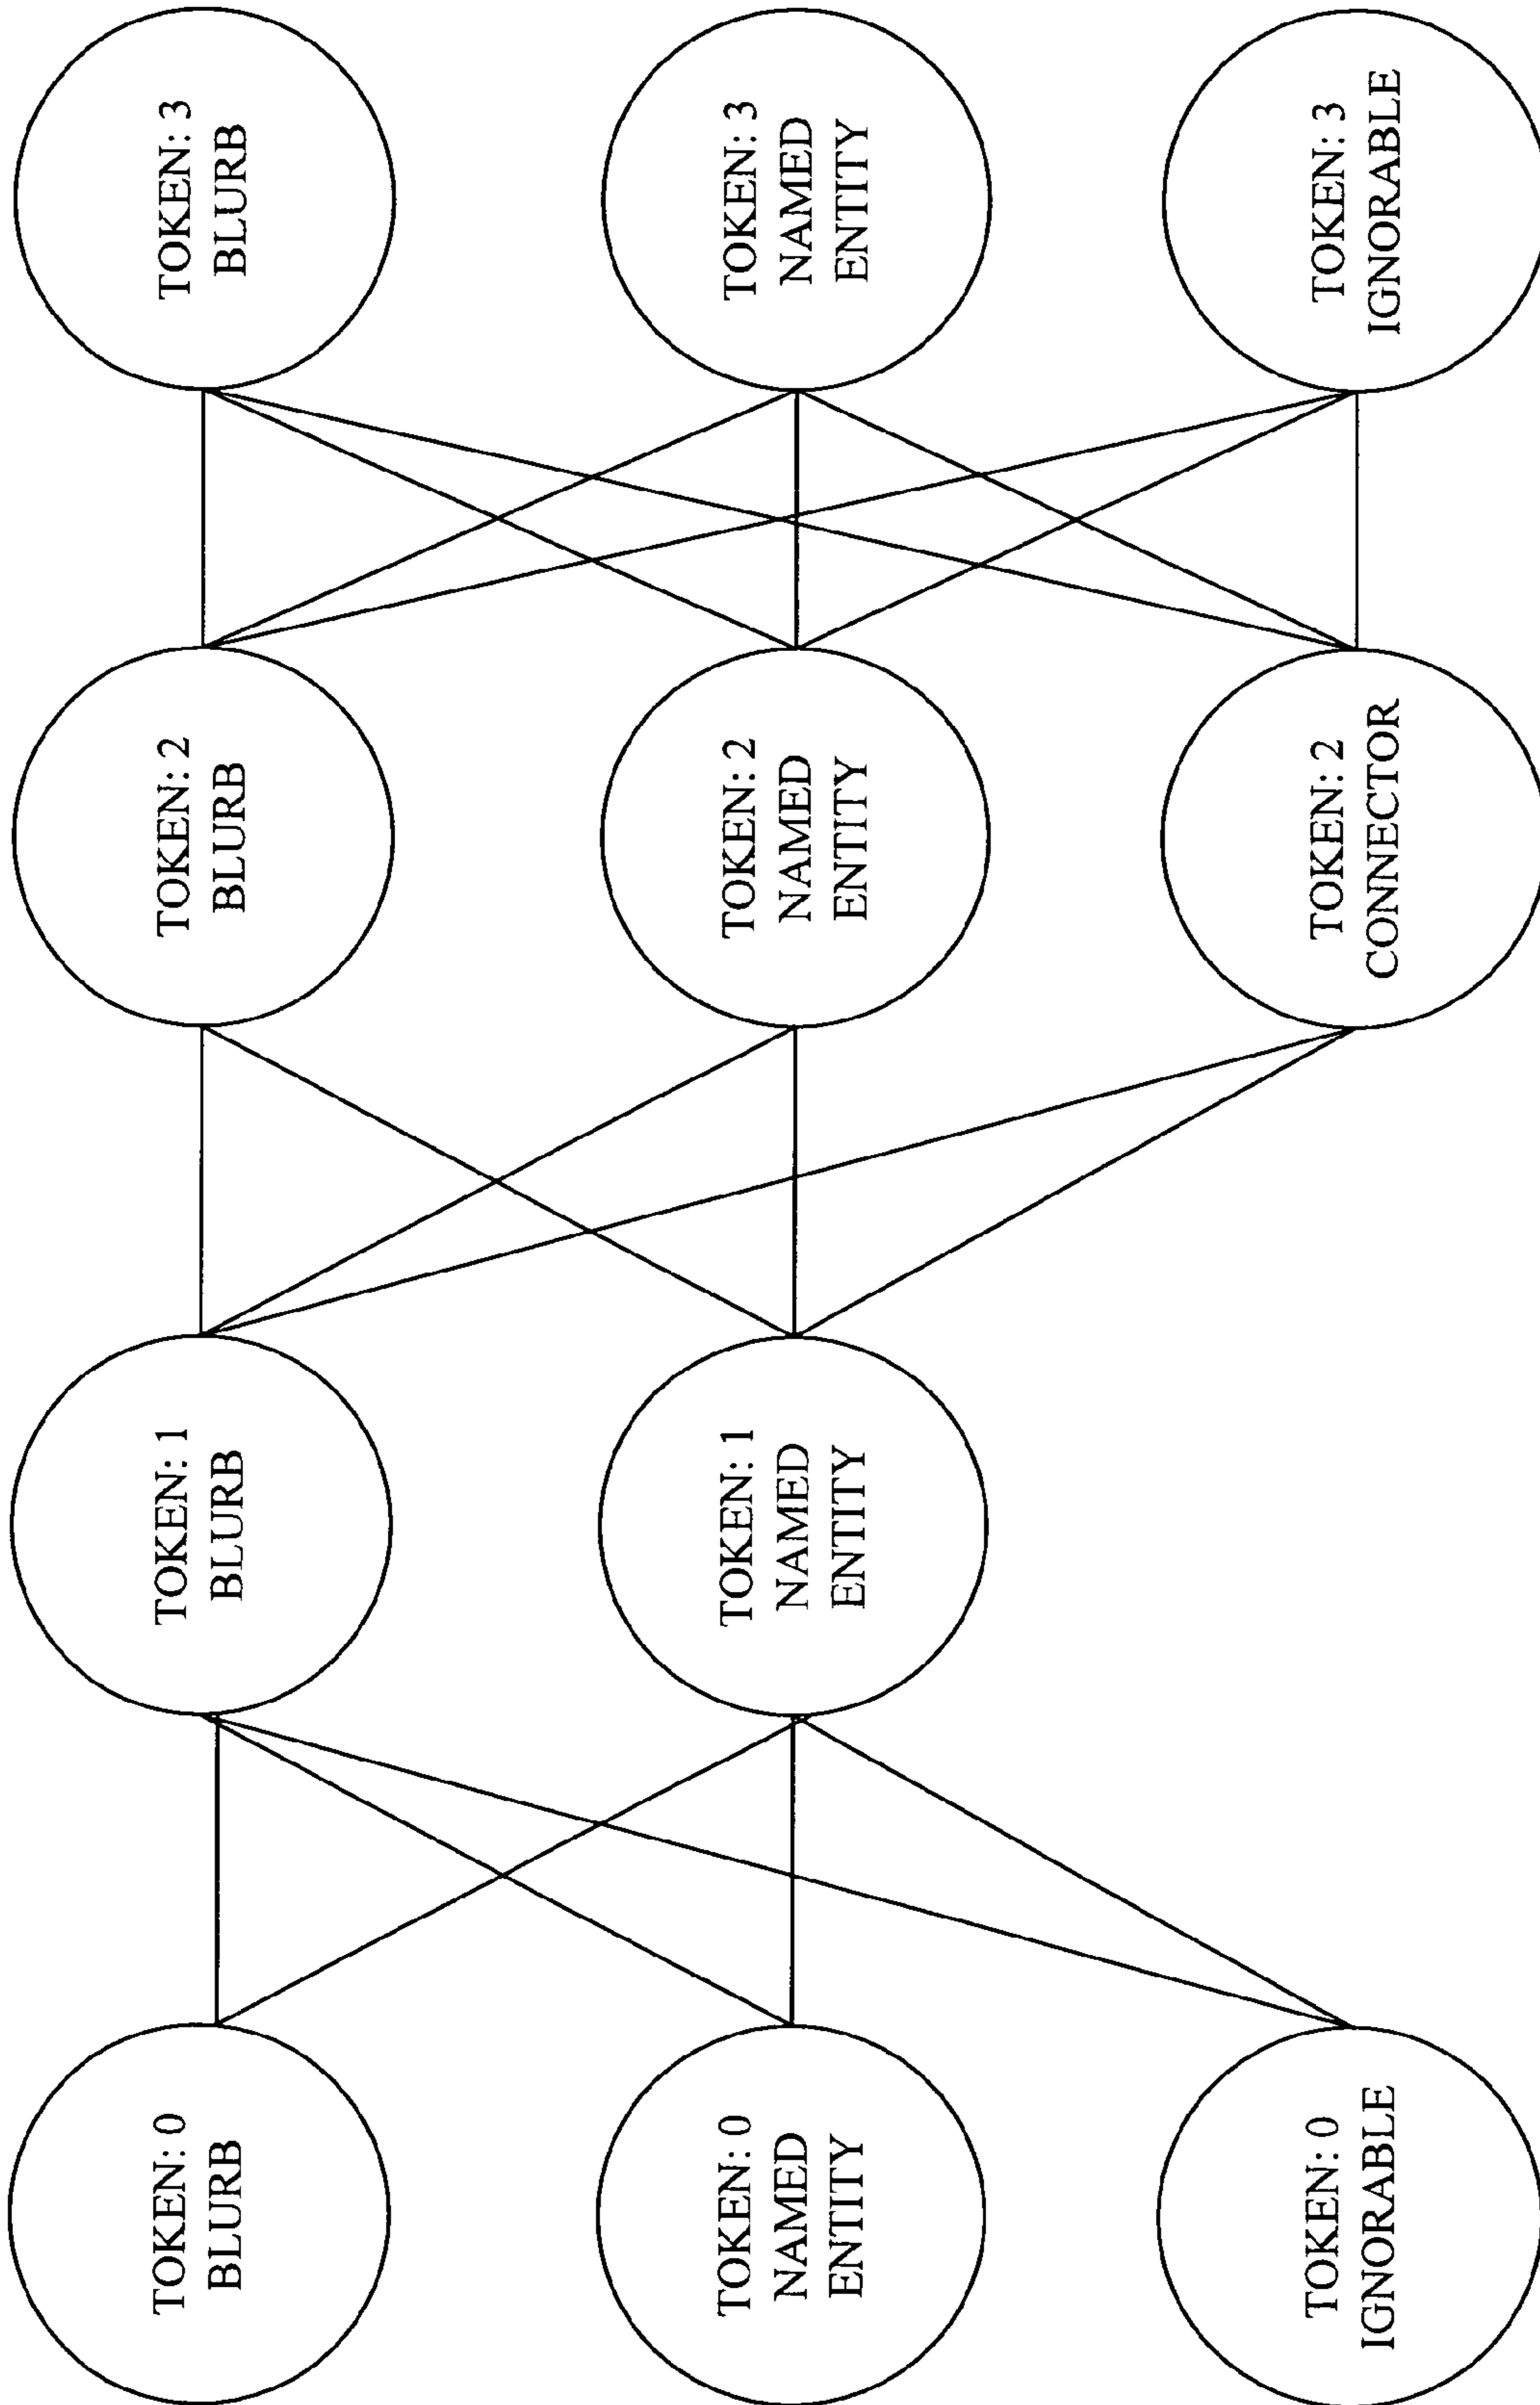 TOKEN: 0
BLURB
TOKEN: 1
BLURB
TOKEN: 2
BLURB
TOKEN: 3
BLURB
TOKEN: 0
NAMED
ENTITY
TOKEN: 1
NAMED
ENTITY
TOKEN: 2
NAMED
ENTITY
TOKEN: 3
NAMED
ENTITY
TOKEN: 0
IGNORABLE
TOKEN: 2
CONNECTOR
TOKEN: 3
IGNORABLE